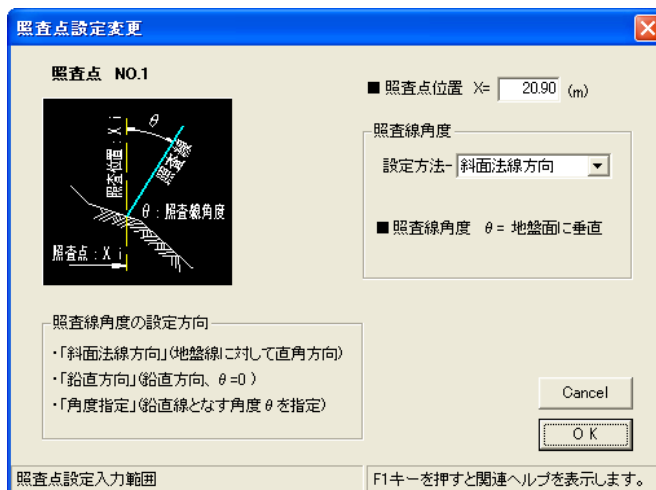 照査点設定変更
照査点 NO.1
■ 照査点位置 X= 20.90 (m)
θ
照査位置:Xi
照査線
θ:照査線角度
照査点:Xi
照査線角度
設定方法- 斜面法線方向
■ 照査線角度 θ= 地盤面に垂直
照査線角度の設定方向
・「斜面法線方向」(地盤線に対して直角方向)
・「鉛直方向」(鉛直方向、θ=0 )
・「角度指定」(鉛直線となす角度θを指定)
Cancel
OK
照査点設定入力範囲
F1キーを押すと関連ヘルプを表示します。